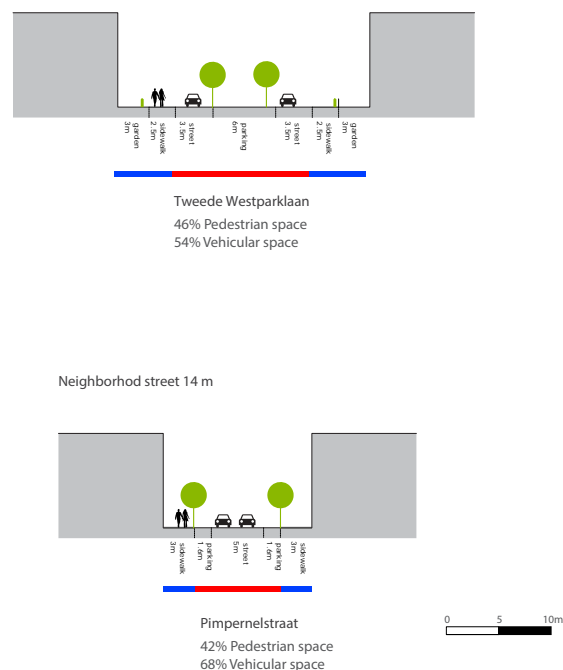 3m
garden
2.5m
sidewalk
3.5m
street
6m
parking
3.5m
street
2.5m
sidewalk
3m
garden
Tweede Westparklaan
46% Pedestrian space
54% Vehicular space
Neighborhod street 14 m
3m
sidewalk
1.6m
parking
5m
street
1.6m
parking
3m
sidewalk
Pimpernelstraat
42% Pedestrian space
68% Vehicular space
0 5 10m